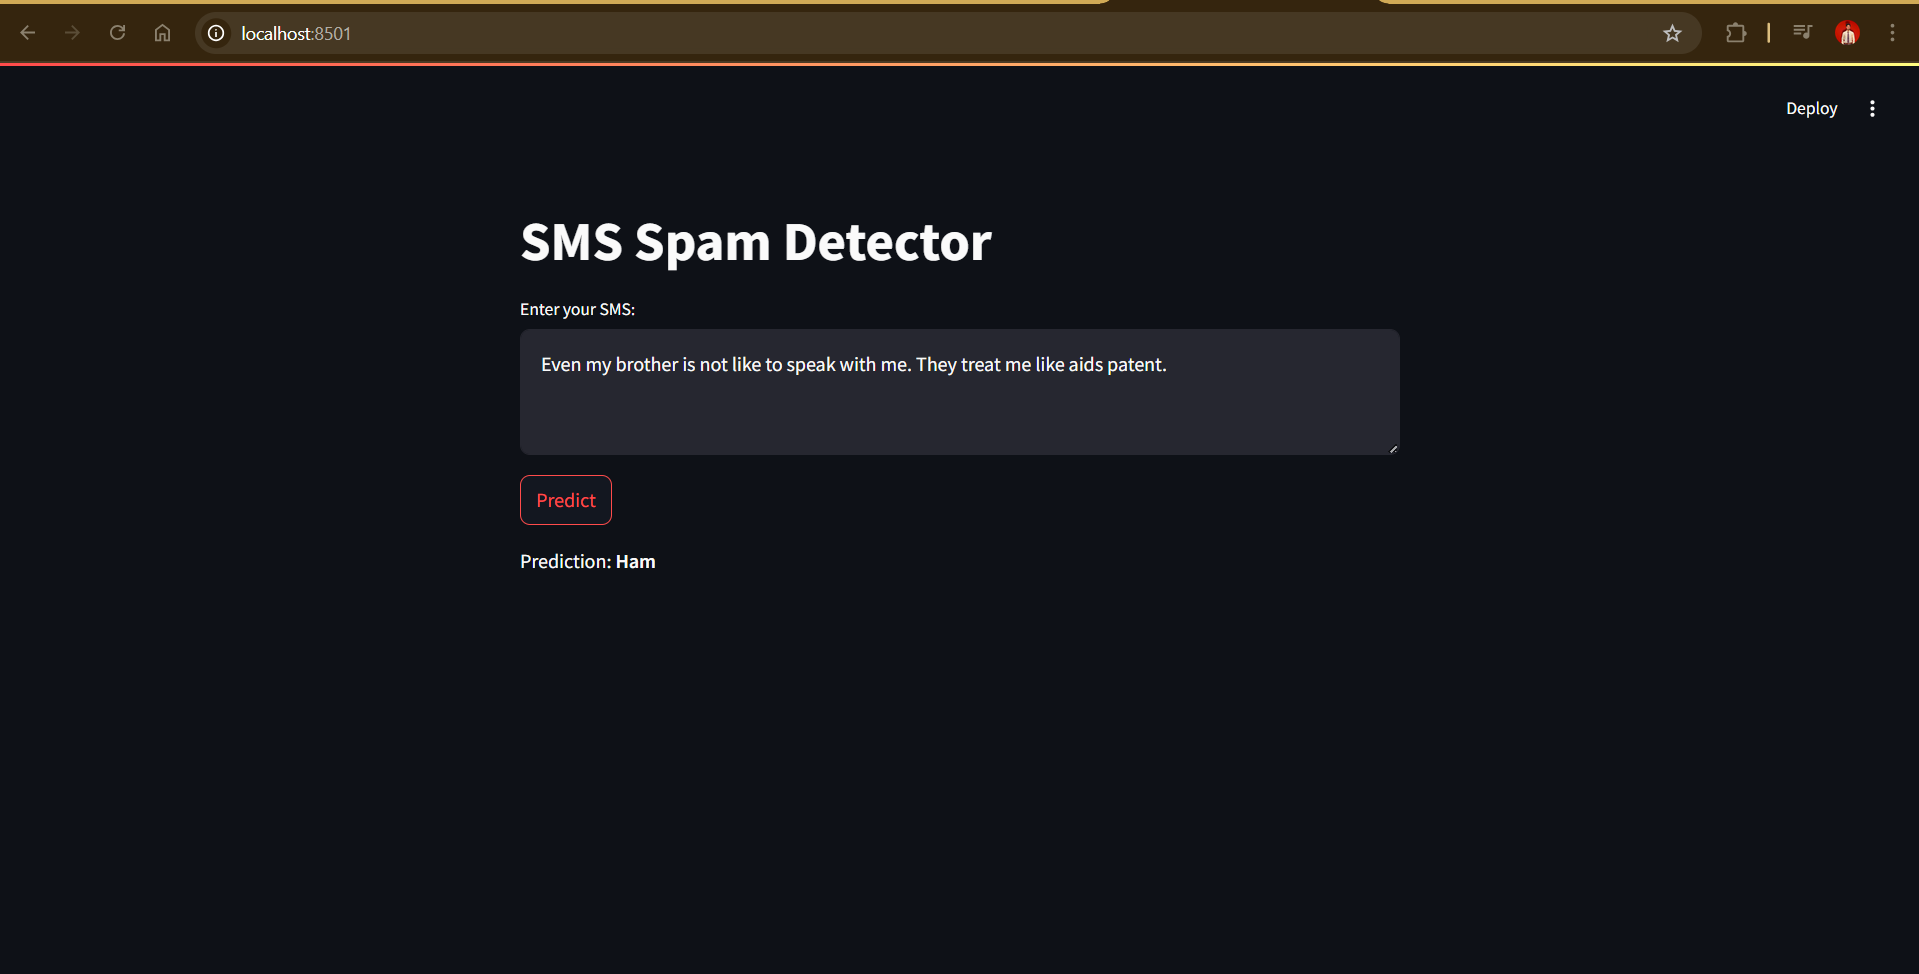 localhost:8501
Deploy
SMS Spam Detector
Enter your SMS:
Even my brother is not like to speak with me. They treat me like aids patent.
Predict
Prediction: Ham